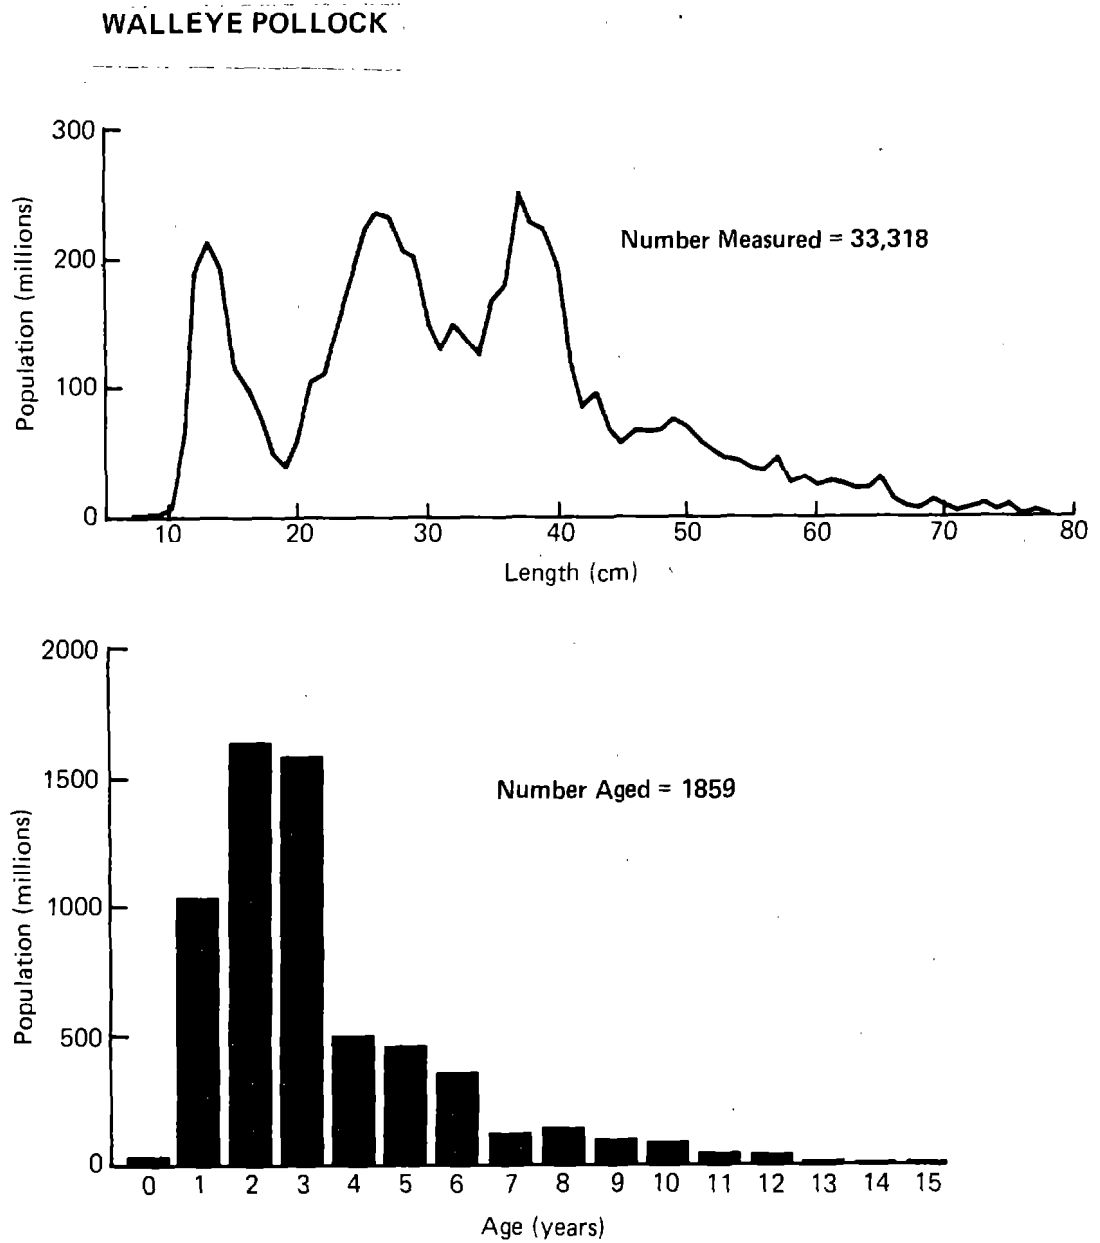 WALLEYE POLLOCK
300
200
100
0
Population (millions)
Number Measured = 33,318
10 20 30 40 50 60 70 80
Length (cm)
2000
1500
1000
500
0
Population (millions)
Number Aged = 1859
0 1 2 3 4 5 6 7 8 9 10 11 12 13 14 15
Age (years)